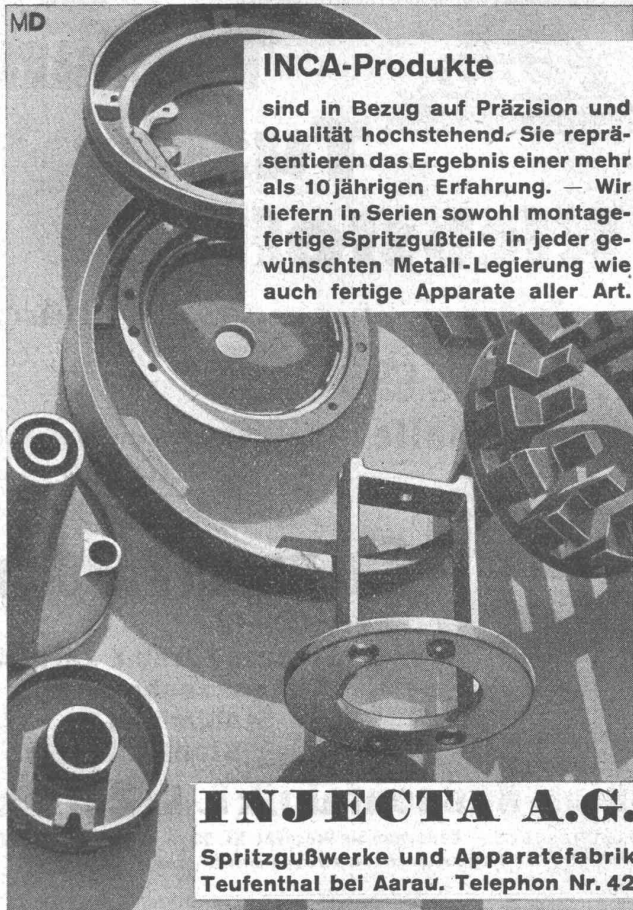 MD
INCA-Produkte
sind in Bezug auf Präzision und
Qualität hochstehend. Sie reprä-
sentieren das Ergebnis einer mehr
als 10jährigen Erfahrung. — Wir
liefern in Serien sowohl montage-
fertige Spritzgußteile in jeder ge-
wünschten Metall-Legierung wie
auch fertige Apparate aller Art.
INJECTA A.G.
Spritzgußwerke und Apparatefabrik
Teufenthal bei Aarau. Telephon Nr. 42